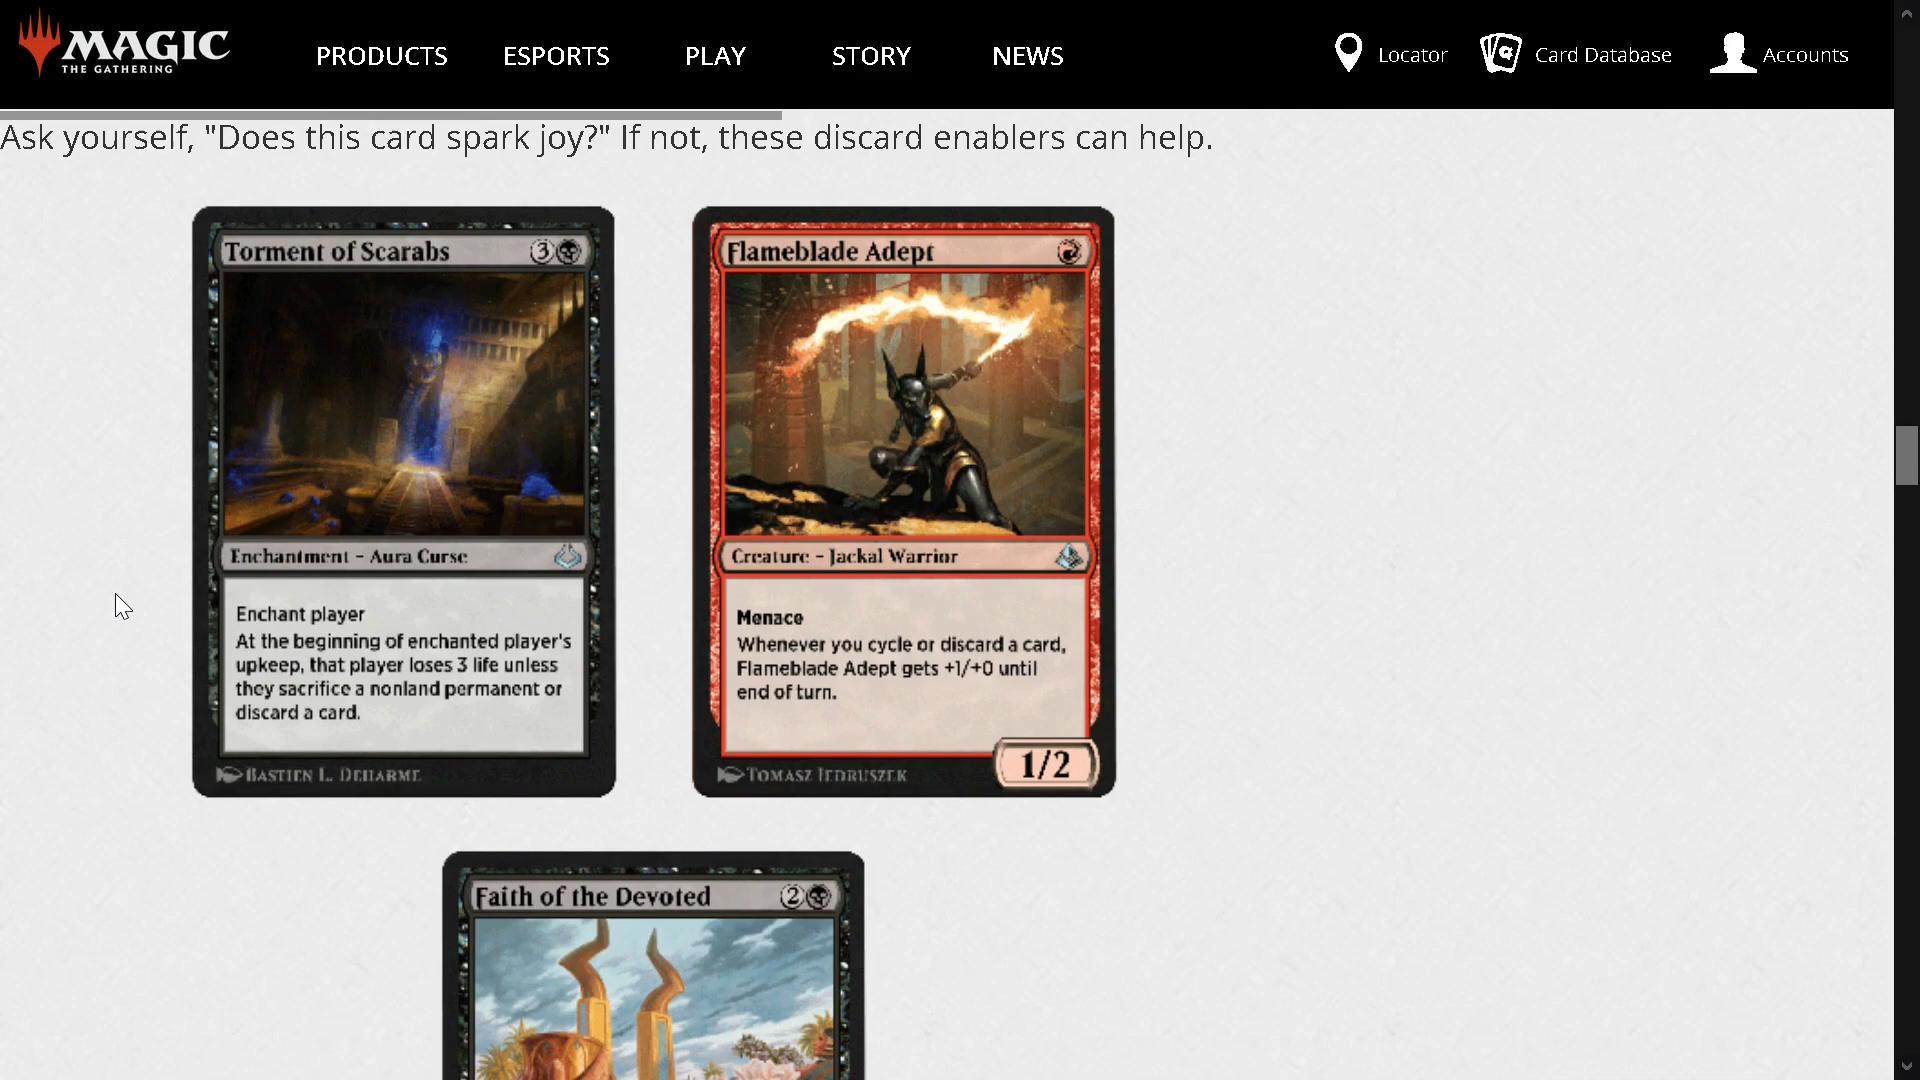 MAGIC
THE GATHERING
PRODUCTS ESPORTS PLAY STORY NEWS Locator Card Database Accounts
Ask yourself, "Does this card spark joy?" If not, these discard enablers can help.
Torment of Scarabs 3
Enchantment – Aura Curse
Enchant player
At the beginning of enchanted player's
upkeep, that player loses 3 life unless
they sacrifice a nonland permanent or
discard a card.
BASTIEN L. DEHARME
Flameblade Adept
Creature – Jackal Warrior
Menace
Whenever you cycle or discard a card,
Flameblade Adept gets +1/+0 until
end of turn.
1/2
TOMASZ JEDRUSZEK
Faith of the Devoted 2